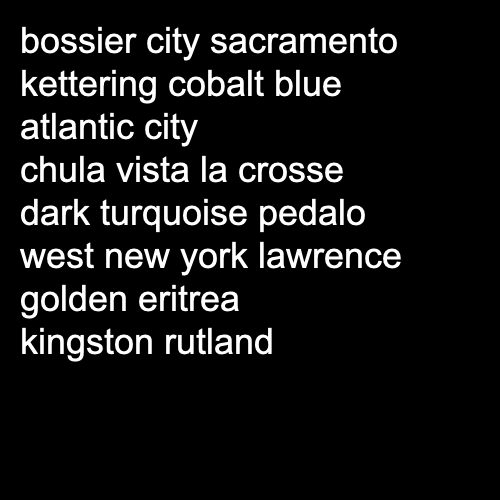 bossier city sacramento
kettering cobalt blue
atlantic city
chula vista la crosse
dark turquoise pedalo
west new york lawrence
golden eritrea
kingston rutland